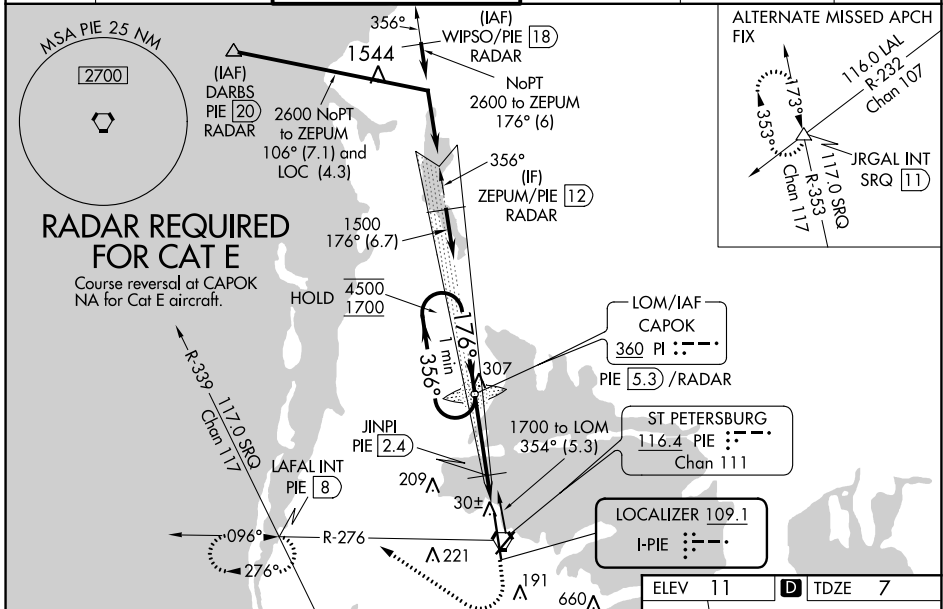 MSA PIE 25 NM
2700
(IAF)
DARBS
PIE 20
RADAR
1544
356°
(IAF)
WIPSO/PIE 18
RADAR
NoPT
2600 to ZEPUM
176° (6)
2600 NoPT
to ZEPUM
106° (7.1) and
LOC (4.3)
ALTERNATE MISSED APCH
FIX
116.0 LAL
R-232
Chan 107
173°
353°
JRGAL INT
SRQ 11
117.0 SRQ
R-353
Chan 117
356°
(IF)
ZEPUM/PIE 12
RADAR
RADAR REQUIRED
FOR CAT E
Course reversal at CAPOK
NA for Cat E aircraft.
1500
176° (6.7)
HOLD 4500
1700
176°
1 min
356°
307
LOM/IAF
CAPOK
360 PI
PIE 5.3 /RADAR
R-339
117.0 SRQ
Chan 117
JINPI
PIE 2.4
1700 to LOM
354° (5.3)
ST PETERSBURG
116.4 PIE
Chan 111
LAFAL INT
PIE 8
209
30±
LOCALIZER 109.1
I-PIE
096°
R-276
276°
221
191
660
ELEV 11 D TDZE 7